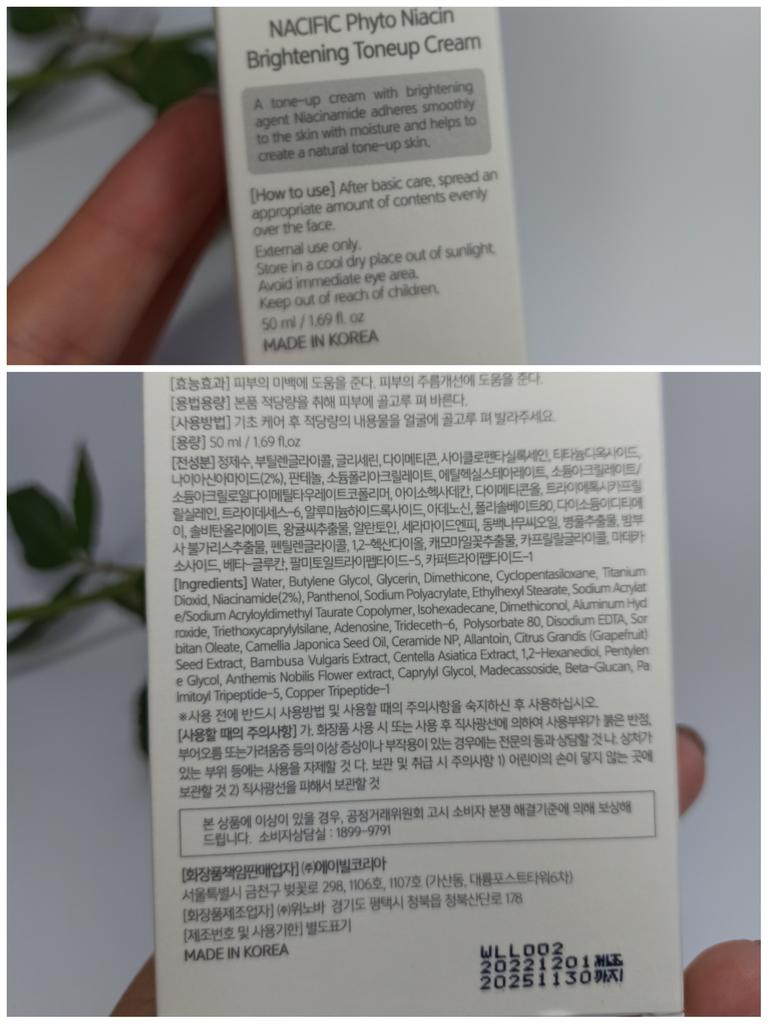 NACIFIC Phyto Niacin
Brightening Toneup Cream
A tone-up cream with brightening
agent Niacinamide adheres smoothly
to the skin with moisture and helps to
create a natural tone-up skin.
[How to use] After basic care, spread an
appropriate amount of contents evenly
over the face.
External use only.
Store in a cool dry place out of sunlight.
Avoid immediate eye area.
Keep out of reach of children.
50 ml / 1.69 fl. oz
MADE IN KOREA
[효능효과] 피부의 미백에 도움을 준다. 피부의 주름개선에 도움을 준다.
[용법용량] 본품 적당량을 취해 피부에 골고루 펴 바른다.
[사용방법] 기초 케어 후 적당량의 내용물을 얼굴에 골고루 펴 발라주세요.
[용량] 50 ml / 1.69 fl.oz
[전성분] 정제수, 부틸렌글라이콜, 글리세린, 다이메티콘, 사이클로펜타실록세인, 티타늄디옥사이드,
나이아신아마이드(2%), 판테놀, 소듐폴리아크릴레이트, 에틸헥실스테아레이트, 소듐아크릴레이트/
소듐아크릴로일다이메틸타우레이트코폴리머, 아이소헥사데칸, 다이메티콘올, 트라이에톡시카프릴
릴실레인, 트라이데세스-6, 알루미늄하이드록사이드, 아데노신, 폴리솔베이트80, 다이소듐이디티에
이, 솔비탄올리에이트, 왕귤씨추출물, 알란토인, 세라마이드엔피, 동백나무씨오일, 병풀추출물, 밤부
사 불가리스추출물, 펜틸렌글라이콜, 1,2-헥산다이올, 캐모마일꽃추출물, 카프릴릴글라이콜, 마데카
소사이드, 베타-글루칸, 팔미토일트라이펩타이드-5, 카퍼트라이펩타이드-1
[Ingredients] Water, Butylene Glycol, Glycerin, Dimethicone, Cyclopentasiloxane, Titanium
Dioxid, Niacinamide(2%), Panthenol, Sodium Polyacrylate, Ethylhexyl Stearate, Sodium Acrylat
e/Sodium Acryloyldimethyl Taurate Copolymer, Isohexadecane, Dimethiconol, Aluminum Hyd
roxide, Triethoxycaprylylsilane, Adenosine, Trideceth-6, Polysorbate 80, Disodium EDTA, Sor
bitan Oleate, Camellia Japonica Seed Oil, Ceramide NP, Allantoin, Citrus Grandis (Grapefruit)
Seed Extract, Bambusa Vulgaris Extract, Centella Asiatica Extract, 1,2-Hexanediol, Pentylen
e Glycol, Anthemis Nobilis Flower extract, Caprylyl Glycol, Madecassoside, Beta-Glucan, Pa
lmitoyl Tripeptide-5, Copper Tripeptide-1
※사용 전에 반드시 사용방법 및 사용할 때의 주의사항을 숙지하신 후 사용하십시오.
[사용할 때의 주의사항] 가. 화장품 사용 시 또는 사용 후 직사광선에 의하여 사용부위가 붉은 반점,
부어오름 또는가려움증 등의 이상 증상이나 부작용이 있는 경우에는 전문의 등과 상담할 것 나. 상처가
있는 부위 등에는 사용을 자제할 것 다. 보관 및 취급 시 주의사항 1) 어린이의 손이 닿지 않는 곳에
보관할 것 2) 직사광선을 피해서 보관할 것
본 상품에 이상이 있을 경우, 공정거래위원회 고시 소비자 분쟁 해결기준에 의해 보상해
드립니다. 소비자상담실 : 1899-9791
[화장품책임판매업자] ㈜에이빌코리아
서울특별시 금천구 벚꽃로 298, 1106호, 1107호 (가산동, 대륭포스트타워6차)
[화장품제조업자] ㈜위노바 경기도 평택시 청북읍 청북산단로 178
[제조번호 및 사용기한] 별도표기
MADE IN KOREA
WLL002
20221201제조
20251130까지